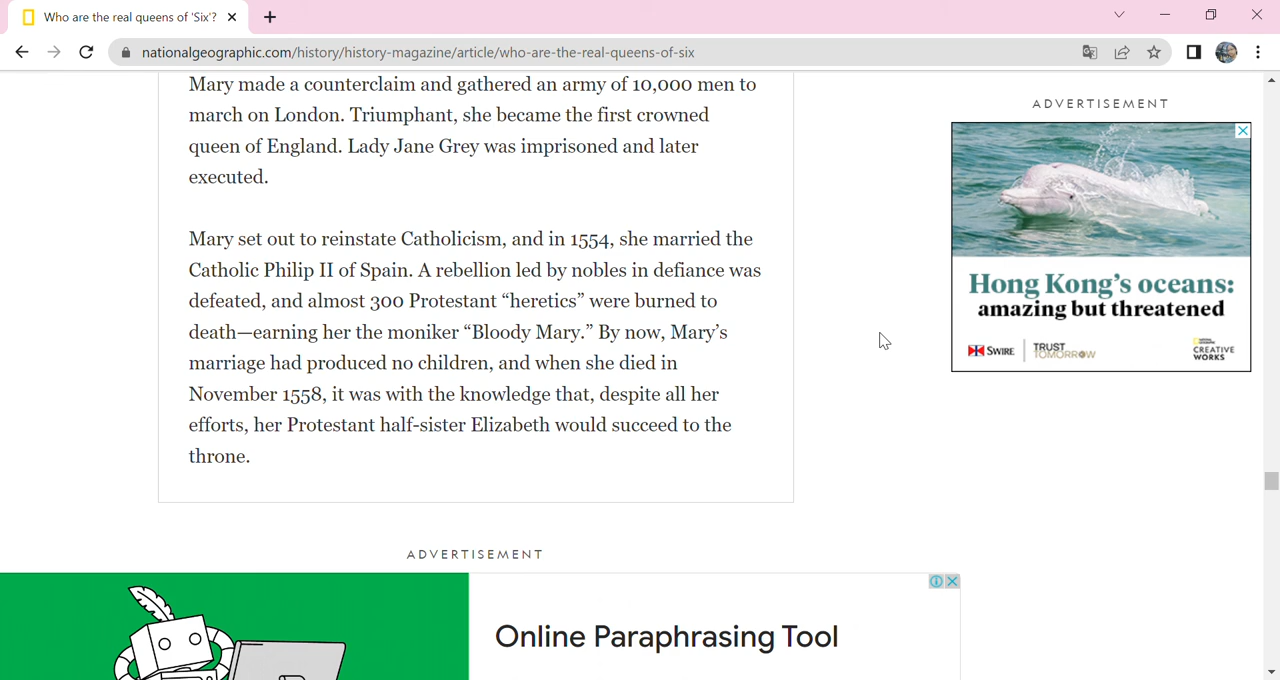 Who are the real queens of 'Six'?
nationalgeographic.com/history/history-magazine/article/who-are-the-real-queens-of-six
Mary made a counterclaim and gathered an army of 10,000 men to
march on London. Triumphant, she became the first crowned
queen of England. Lady Jane Grey was imprisoned and later
executed.
Mary set out to reinstate Catholicism, and in 1554, she married the
Catholic Philip II of Spain. A rebellion led by nobles in defiance was
defeated, and almost 300 Protestant “heretics” were burned to
death—earning her the moniker “Bloody Mary.” By now, Mary’s
marriage had produced no children, and when she died in
November 1558, it was with the knowledge that, despite all her
efforts, her Protestant half-sister Elizabeth would succeed to the
throne.
ADVERTISEMENT
Hong Kong's oceans:
amazing but threatened
SWIRE
TRUST
TOMORROW
NATIONAL GEOGRAPHIC
CREATIVE
WORKS
ADVERTISEMENT
Online Paraphrasing Tool